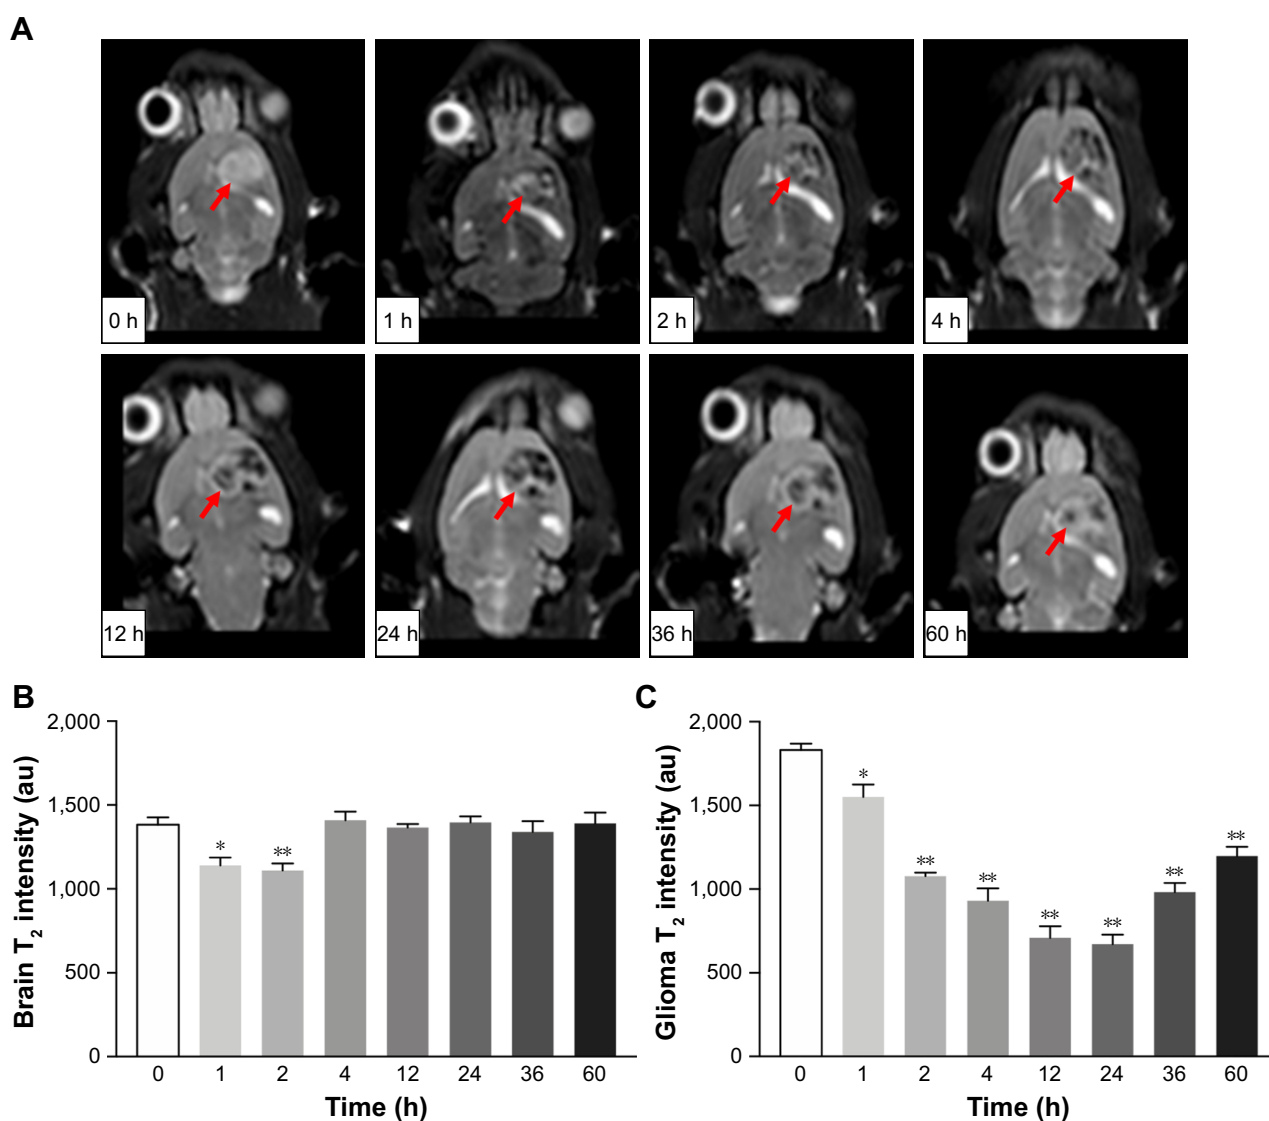 A
0 h
1 h
2 h
4 h
12 h
24 h
36 h
60 h
B
Brain T2 intensity (au)
2,000
1,500
1,000
500
0
* **
0 1 2 4 12 24 36 60
Time (h)
C
Glioma T2 intensity (au)
2,000
1,500
1,000
500
0
* ** ** ** ** ** **
0 1 2 4 12 24 36 60
Time (h)